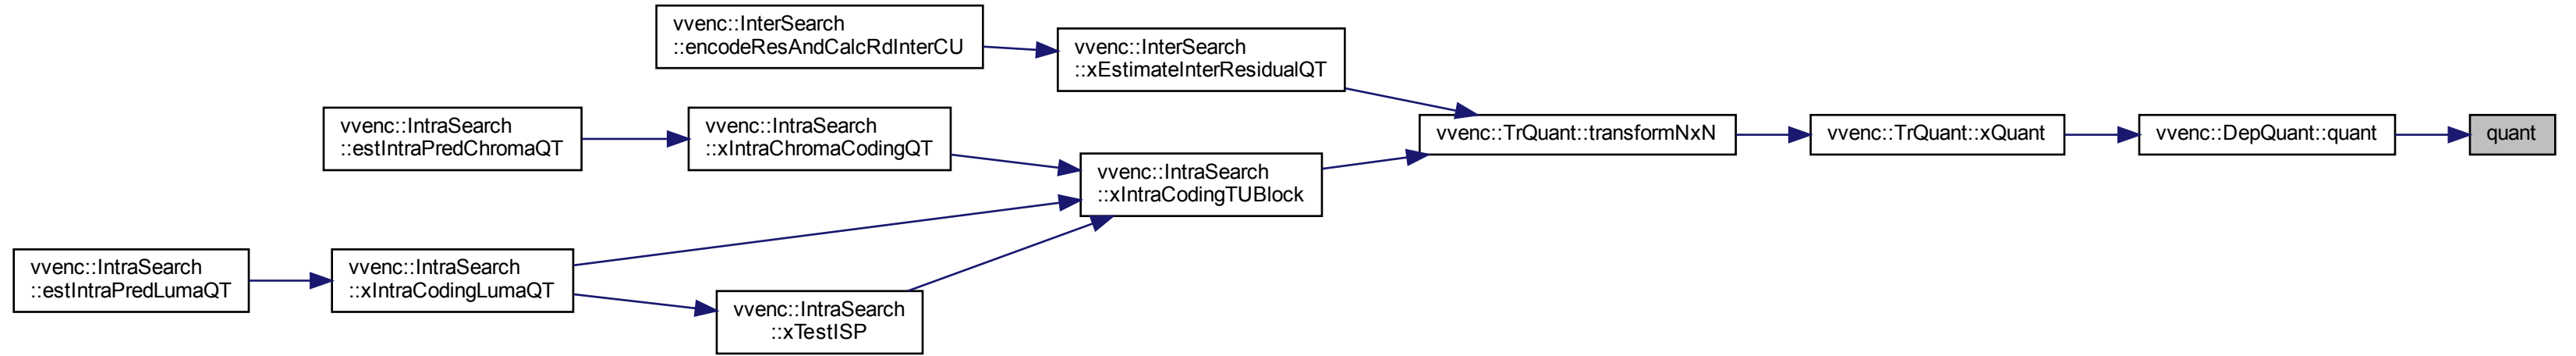 vvenc::InterSearch
::encodeResAndCalcRdInterCU
vvenc::InterSearch
::xEstimateInterResidualQT
vvenc::IntraSearch
::estIntraPredChromaQT
vvenc::IntraSearch
::xIntraChromaCodingQT
vvenc::TrQuant::transformNxN
vvenc::TrQuant::xQuant
vvenc::DepQuant::quant
quant
vvenc::IntraSearch
::xIntraCodingTUBlock
vvenc::IntraSearch
::estIntraPredLumaQT
vvenc::IntraSearch
::xIntraCodingLumaQT
vvenc::IntraSearch
::xTestISP